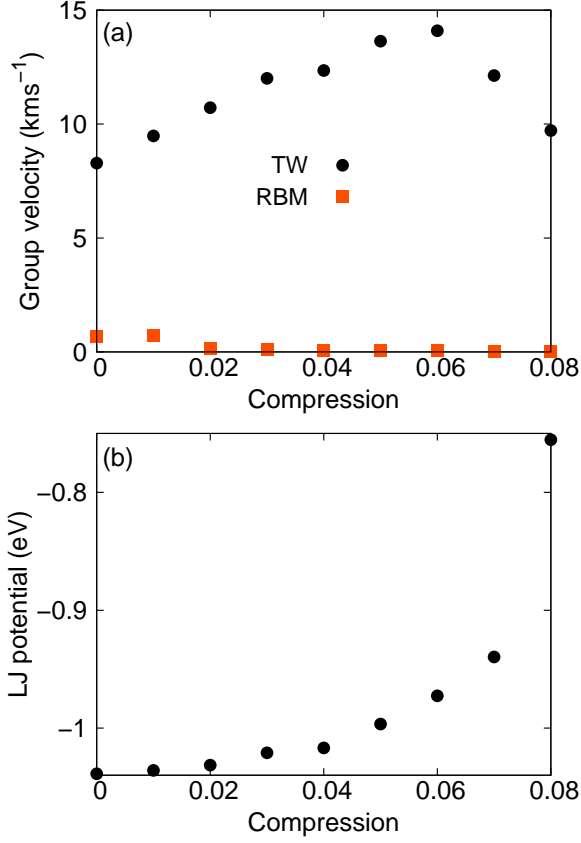 (a)
15
10
5
0
Group velocity (kms⁻¹)
TW
RBM
0 0.02 0.04 0.06 0.08
Compression
(b)
−0.8
−0.9
−1
LJ potential (eV)
0 0.02 0.04 0.06 0.08
Compression